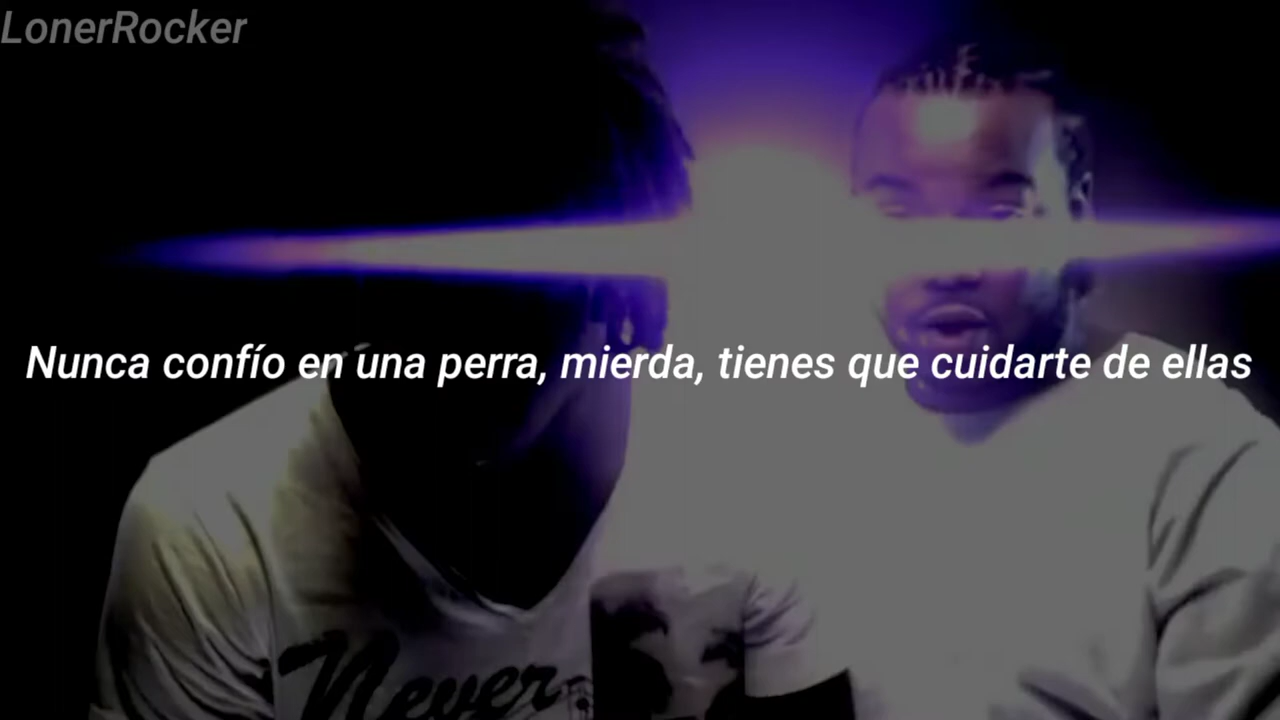 LonerRocker
Nunca confío en una perra, mierda, tienes que cuidarte de ellas
Never